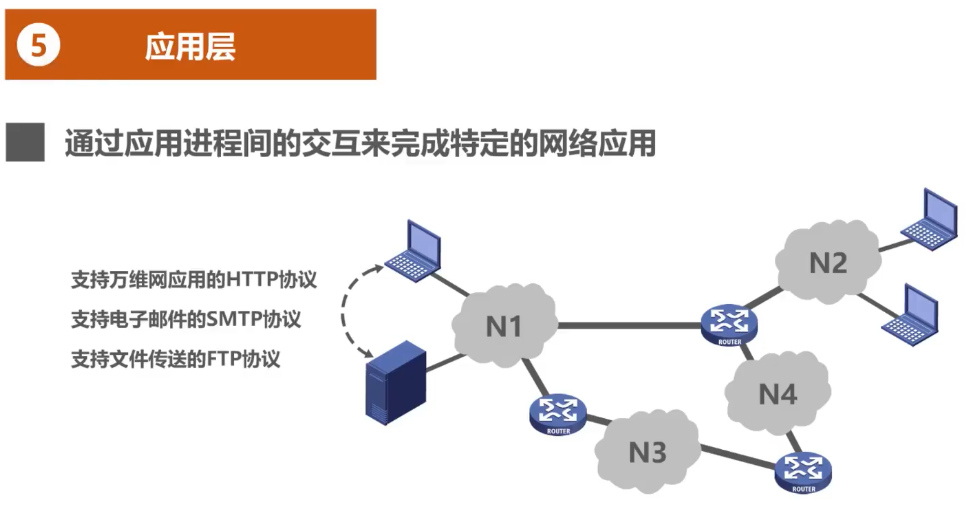 5 应用层
通过应用进程间的交互来完成特定的网络应用
支持万维网应用的HTTP协议
支持电子邮件的SMTP协议
支持文件传送的FTP协议
N1
N2
ROUTER
N4
ROUTER
N3
ROUTER